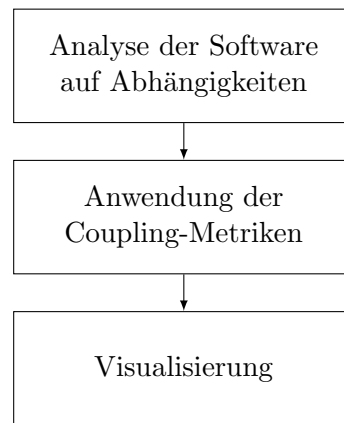 Analyse der Software
auf Abhängigkeiten
Anwendung der
Coupling-Metriken
Visualisierung